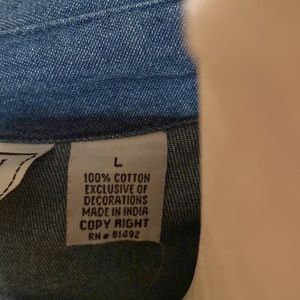 L
100% COTTON
EXCLUSIVE OF
DECORATIONS
MADE IN INDIA
COPY RIGHT
RN # 81492